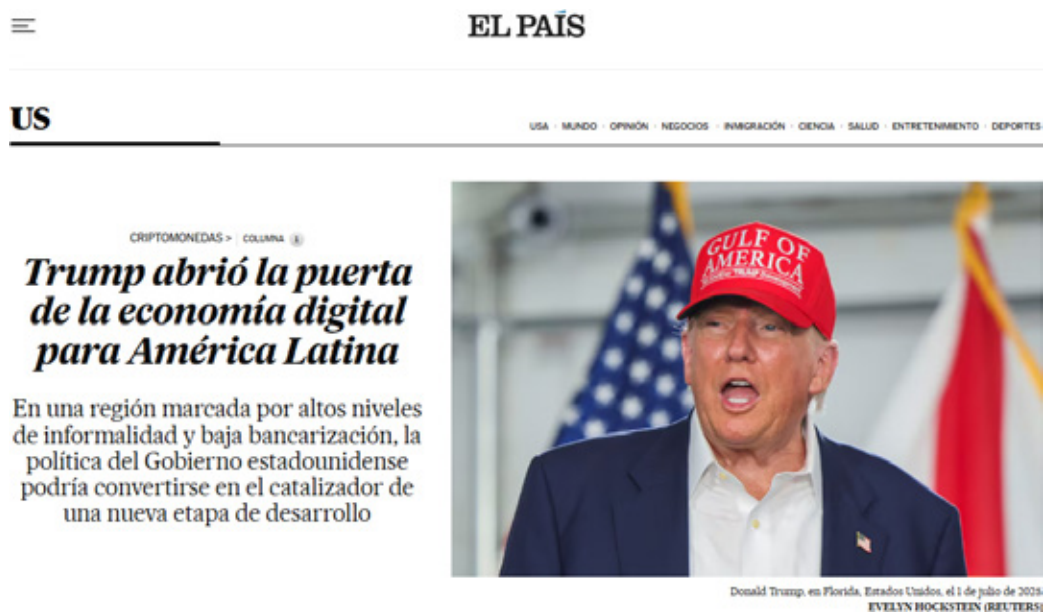 EL PAÍS
US
USA · MUNDO · OPINIÓN · NEGOCIOS · INMIGRACIÓN · CIENCIA · SALUD · ENTRETENIMIENTO · DEPORTES
CRIPTOMONEDAS > COLUMNA i
Trump abrió la puerta
de la economía digital
para América Latina
En una región marcada por altos niveles
de informalidad y baja bancarización, la
política del Gobierno estadounidense
podría convertirse en el catalizador de
una nueva etapa de desarrollo
GULF OF
AMERICA
Donald Trump, en Florida, Estados Unidos, el 1 de julio de 2025.
EVELYN HOCKSTEIN (REUTERS)